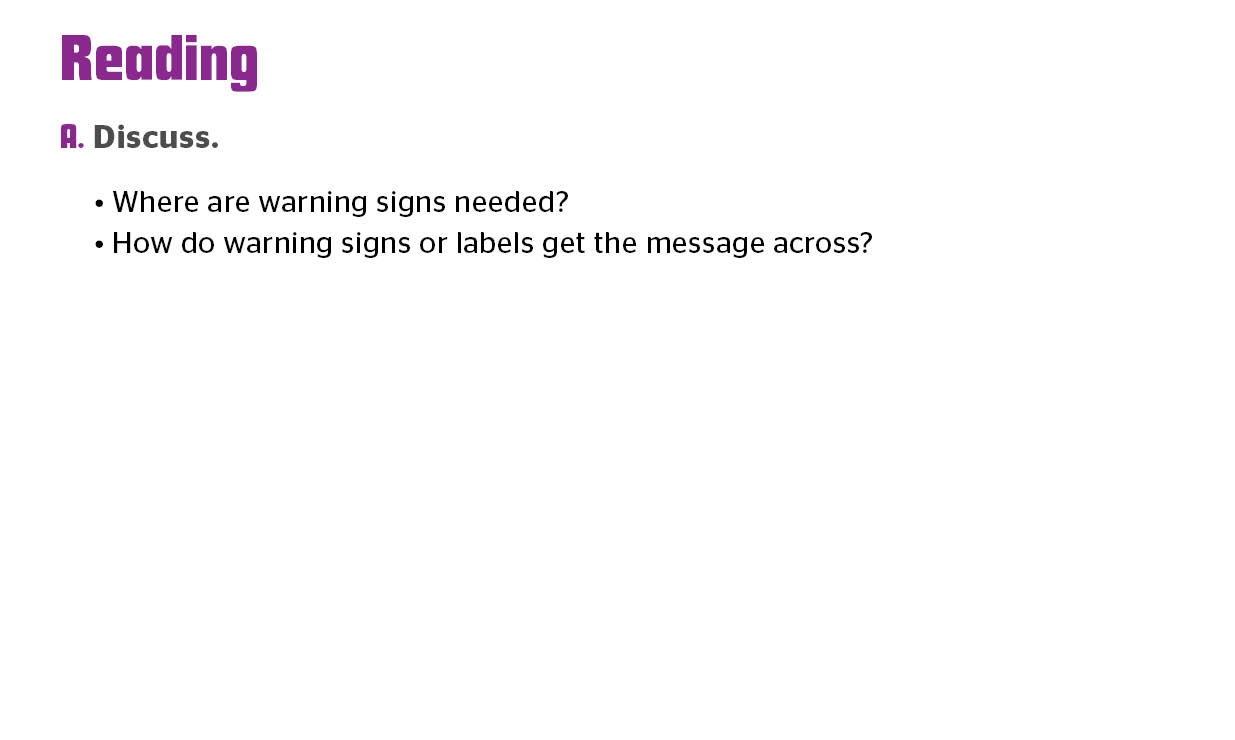 Reading
A. Discuss.
• Where are warning signs needed?
• How do warning signs or labels get the message across?